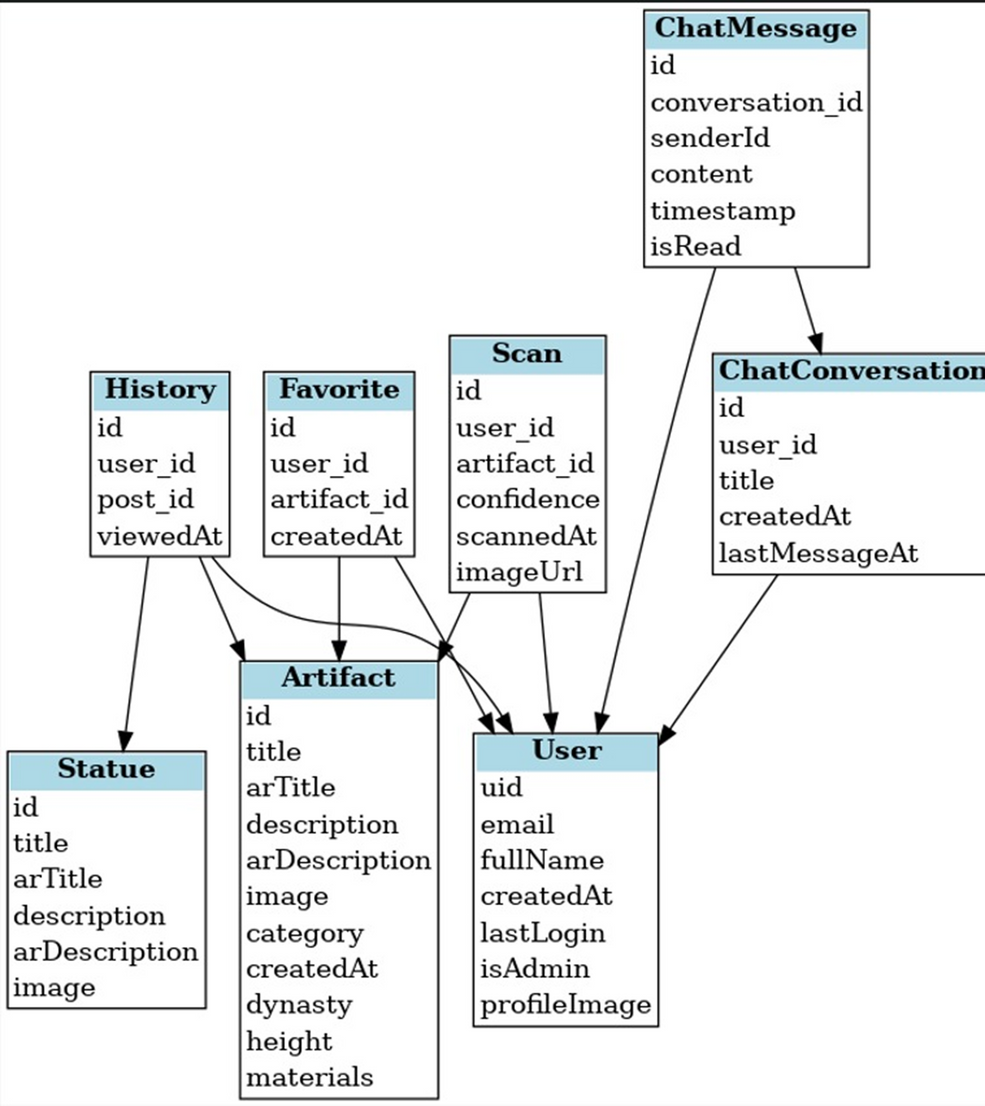 ChatMessage
id
conversation_id
senderId
content
timestamp
isRead
History
id
user_id
post_id
viewedAt
Favorite
id
user_id
artifact_id
createdAt
Scan
id
user_id
artifact_id
confidence
scannedAt
imageUrl
ChatConversation
id
user_id
title
createdAt
lastMessageAt
Statue
id
title
arTitle
description
arDescription
image
Artifact
id
title
arTitle
description
arDescription
image
category
createdAt
dynasty
height
materials
User
uid
email
fullName
createdAt
lastLogin
isAdmin
profileImage